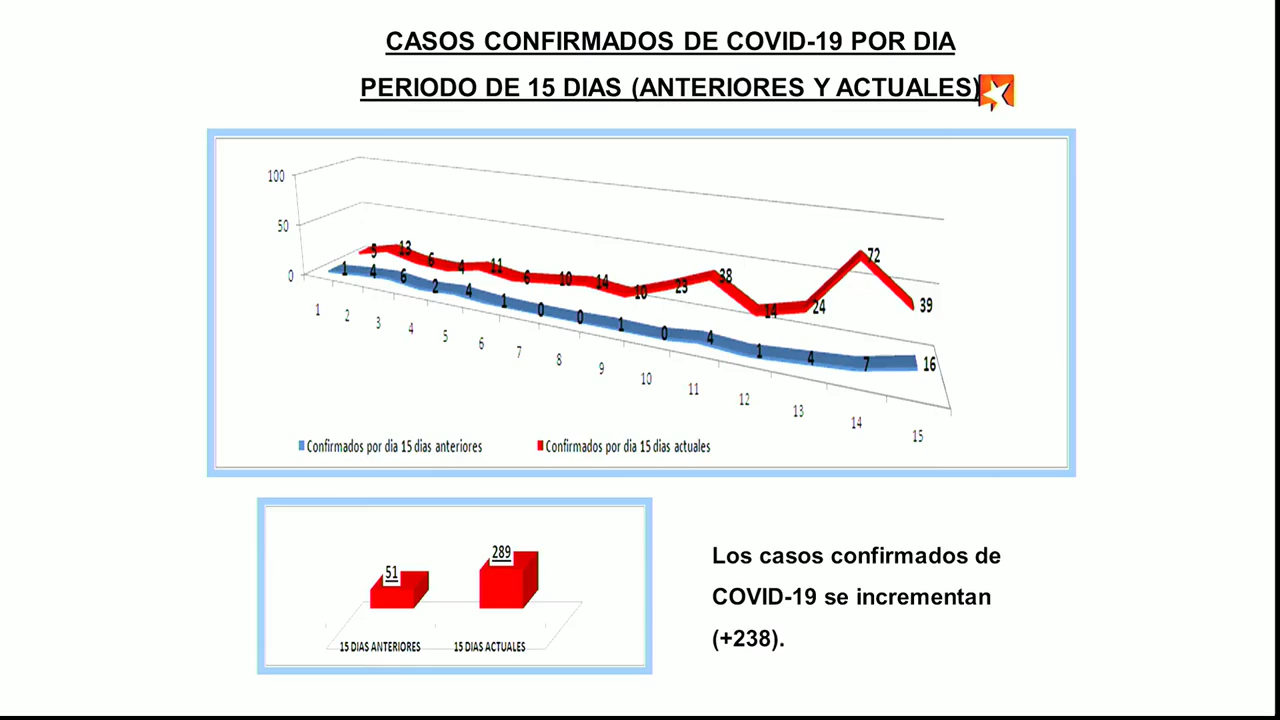 CASOS CONFIRMADOS DE COVID-19 POR DIA
PERIODO DE 15 DIAS (ANTERIORES Y ACTUALES)
100
50
0
5 13 6 4 11 6 10 14 10 23 38 14 24 72 39
1 4 6 2 4 1 0 0 1 0 4 1 4 7 16
1 2 3 4 5 6 7 8 9 10 11 12 13 14 15
Confirmados por dia 15 dias anteriores
Confirmados por dia 15 dias actuales
51
289
15 DIAS ANTERIORES
15 DIAS ACTUALES
Los casos confirmados de
COVID-19 se incrementan
(+238).